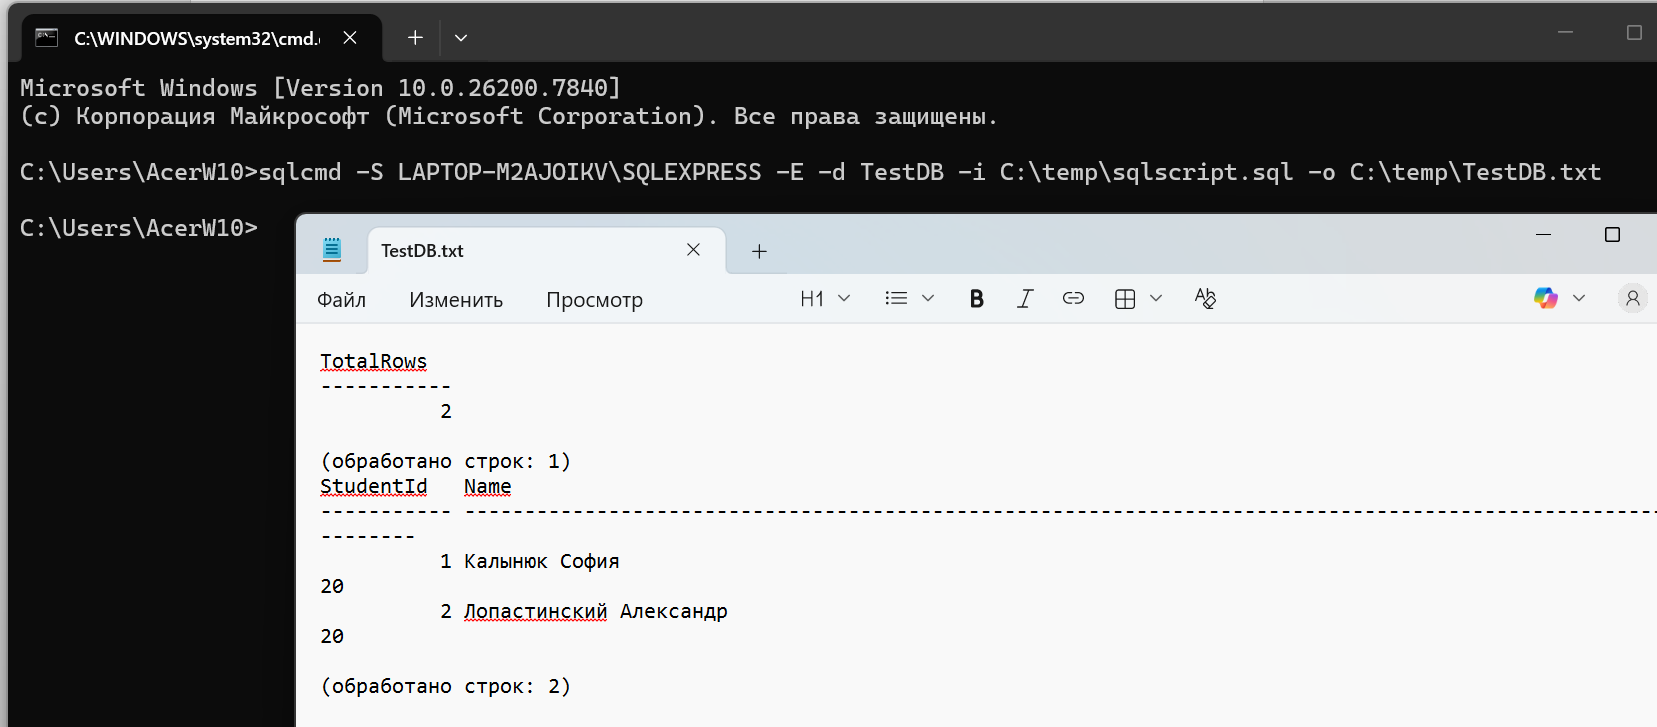 C:\WINDOWS\system32\cmd.
Microsoft Windows [Version 10.0.26200.7840]
(c) Корпорация Майкрософт (Microsoft Corporation). Все права защищены.
C:\Users\AcerW10>sqlcmd -S LAPTOP-M2AJOIKV\SQLEXPRESS -E -d TestDB -i C:\temp\sqlscript.sql -o C:\temp\TestDB.txt
C:\Users\AcerW10>
TestDB.txt
Файл Изменить Просмотр H1 B I
TotalRows
-----------
2
(обработано строк: 1)
StudentId Name
----------- ----------------------------------------------------------------------------------------------------
--------
1 Калынюк София
20
2 Лопастинский Александр
20
(обработано строк: 2)